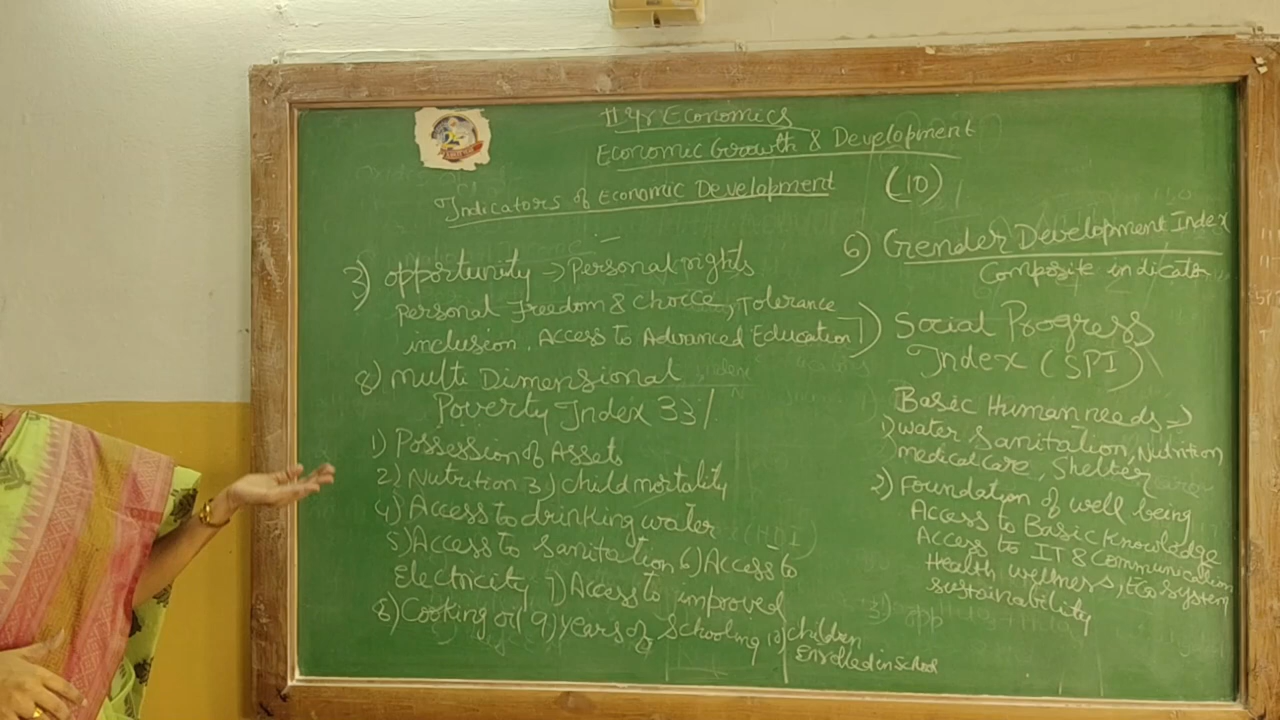 II yr Economics
Economic Growth & Development
Indicators of Economic Development (10)
3) opportunity → Personal rights
Personal Freedom & choice, Tolerance
inclusion, Access to Advanced Education
8) Multi Dimensional
Poverty Index 33%
1) Possession of Assets
2) Nutrition 3) child mortality
4) Access to drinking water
5) Access to Sanitation 6) Access to
Electricity 7) Access to improved
8) Cooking oil 9) Years of Schooling 10) children
Enrolled in School
6) Gender Development Index
Composite indicator
7) Social Progress
Index (SPI)
Basic Human needs →
1) water, sanitation, Nutrition
medical care, Shelter
2) Foundation of well being
Access to Basic Knowledge
Access to IT & Communication
Health wellness, Eco system
sustainability